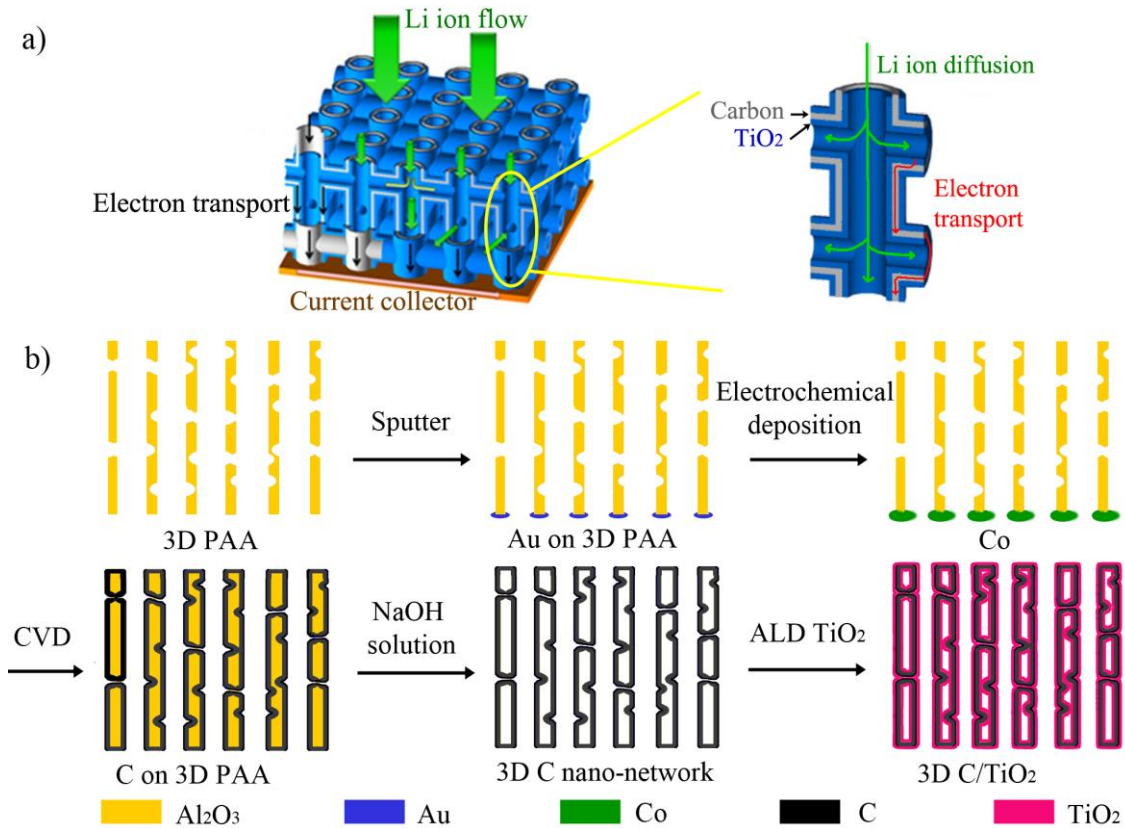 a)
Li ion flow
Li ion diffusion
Carbon
TiO₂
Electron transport
Electron
transport
Current collector
b)
Sputter
Electrochemical
deposition
3D PAA
Au on 3D PAA
Co
CVD
NaOH
solution
ALD TiO₂
C on 3D PAA
3D C nano-network
3D C/TiO₂
Al₂O₃
Au
Co
C
TiO₂